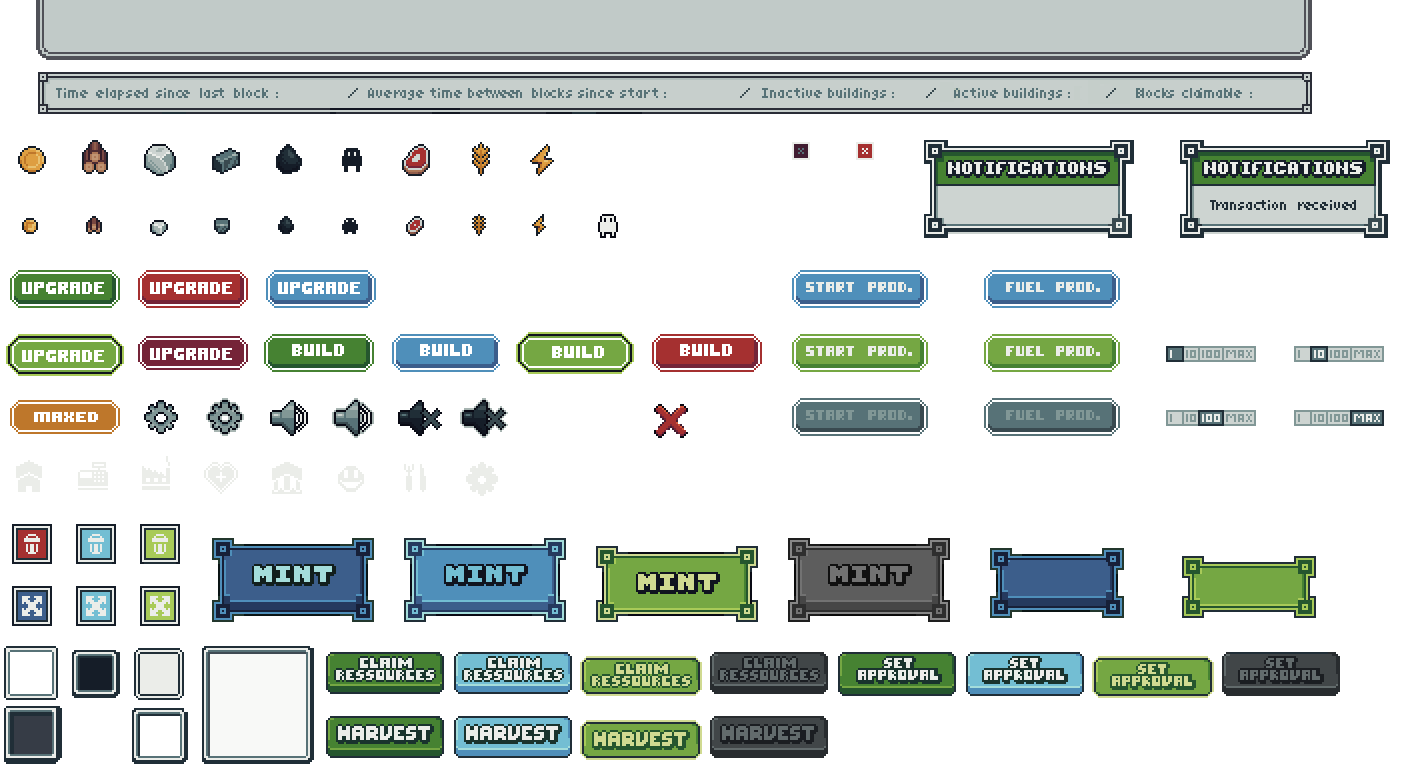 Time elapsed since last block : / Average time between blocks since start : / Inactive buildings : / Active buildings : / Blocks claimable :
NOTIFICATIONS NOTIFICATIONS
Transaction received
UPGRADE UPGRADE UPGRADE START PROD. FUEL PROD.
UPGRADE UPGRADE BUILD BUILD BUILD BUILD START PROD. FUEL PROD. 1 10 100 MAX 1 10 100 MAX
MAXED START PROD. FUEL PROD. 1 10 100 MAX 1 10 100 MAX
MINT MINT MINT MINT
CLAIM CLAIM CLAIM CLAIM SET SET SET SET
RESSOURCES RESSOURCES RESSOURCES RESSOURCES APPROVAL APPROVAL APPROVAL APPROVAL
HARVEST HARVEST HARVEST HARVEST